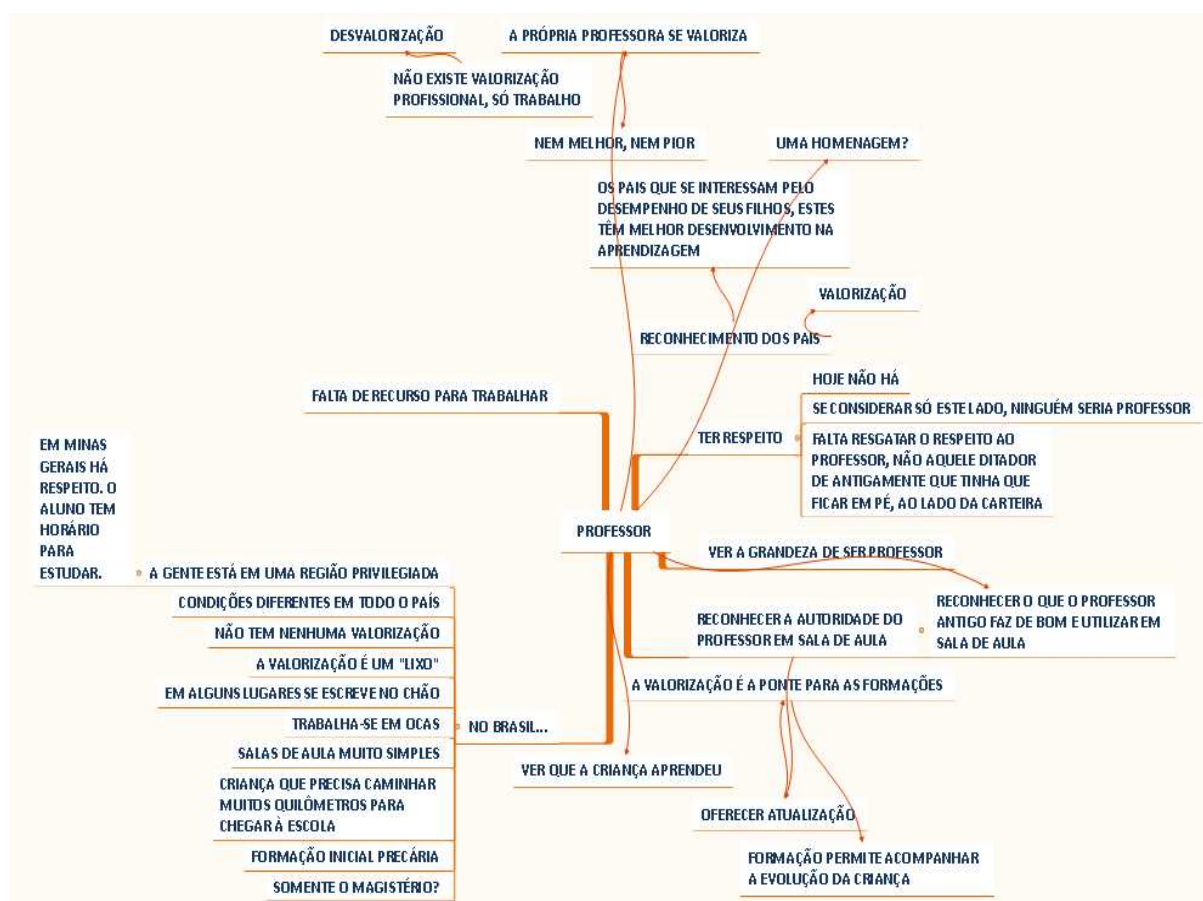 DESVALORIZAÇÃO
A PRÓPRIA PROFESSORA SE VALORIZA
NÃO EXISTE VALORIZAÇÃO
PROFISSIONAL, SÓ TRABALHO
NEM MELHOR, NEM PIOR
UMA HOMENAGEM?
OS PAIS QUE SE INTERESSAM PELO
DESEMPENHO DE SEUS FILHOS, ESTES
TÊM MELHOR DESENVOLVIMENTO NA
APRENDIZAGEM
VALORIZAÇÃO
RECONHECIMENTO DOS PAIS
FALTA DE RECURSO PARA TRABALHAR
HOJE NÃO HÁ
SE CONSIDERAR SÓ ESTE LADO, NINGUÉM SERIA PROFESSOR
TER RESPEITO
FALTA RESGATAR O RESPEITO AO
PROFESSOR, NÃO AQUELE DITADOR
DE ANTIGAMENTE QUE TINHA QUE
FICAR EM PÉ, AO LADO DA CARTEIRA
PROFESSOR
VER A GRANDEZA DE SER PROFESSOR
RECONHECER A AUTORIDADE DO
PROFESSOR EM SALA DE AULA
RECONHECER O QUE O PROFESSOR
ANTIGO FAZ DE BOM E UTILIZAR EM
SALA DE AULA
A VALORIZAÇÃO É A PONTE PARA AS FORMAÇÕES
OFERECER ATUALIZAÇÃO
FORMAÇÃO PERMITE ACOMPANHAR
A EVOLUÇÃO DA CRIANÇA
VER QUE A CRIANÇA APRENDEU
NO BRASIL...
EM MINAS
GERAIS HÁ
RESPEITO. O
ALUNO TEM
HORÁRIO
PARA
ESTUDAR.
A GENTE ESTÁ EM UMA REGIÃO PRIVILEGIADA
CONDIÇÕES DIFERENTES EM TODO O PAÍS
NÃO TEM NENHUMA VALORIZAÇÃO
A VALORIZAÇÃO É UM "LIXO"
EM ALGUNS LUGARES SE ESCREVE NO CHÃO
TRABALHA-SE EM OCAS
SALAS DE AULA MUITO SIMPLES
CRIANÇA QUE PRECISA CAMINHAR
MUITOS QUILÔMETROS PARA
CHEGAR À ESCOLA
FORMAÇÃO INICIAL PRECÁRIA
SOMENTE O MAGISTÉRIO?